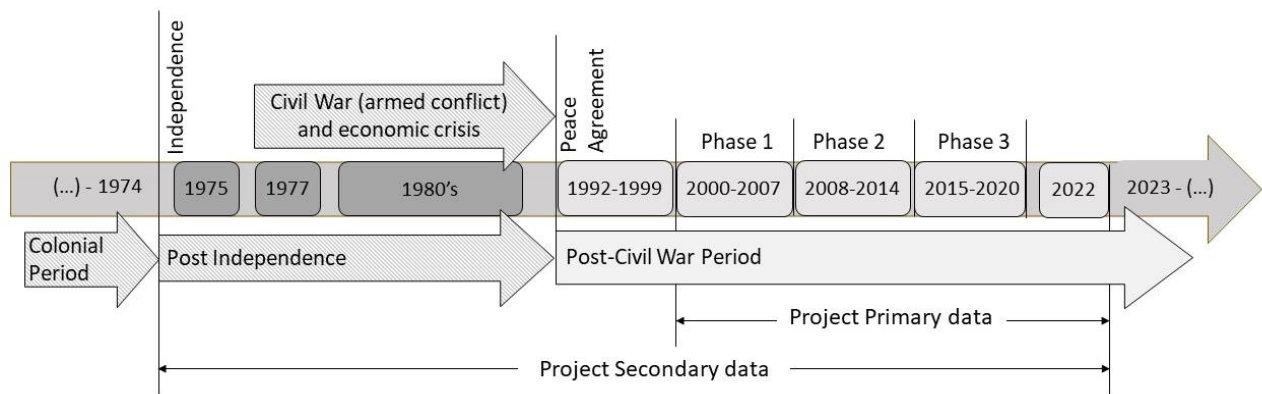 Independence
Civil War (armed conflict)
and economic crisis
Peace
Agreement
Phase 1
Phase 2
Phase 3
(...) - 1974
1975
1977
1980's
1992-1999
2000-2007
2008-2014
2015-2020
2022
2023 - (...)
Colonial
Period
Post Independence
Post-Civil War Period
Project Primary data
Project Secondary data